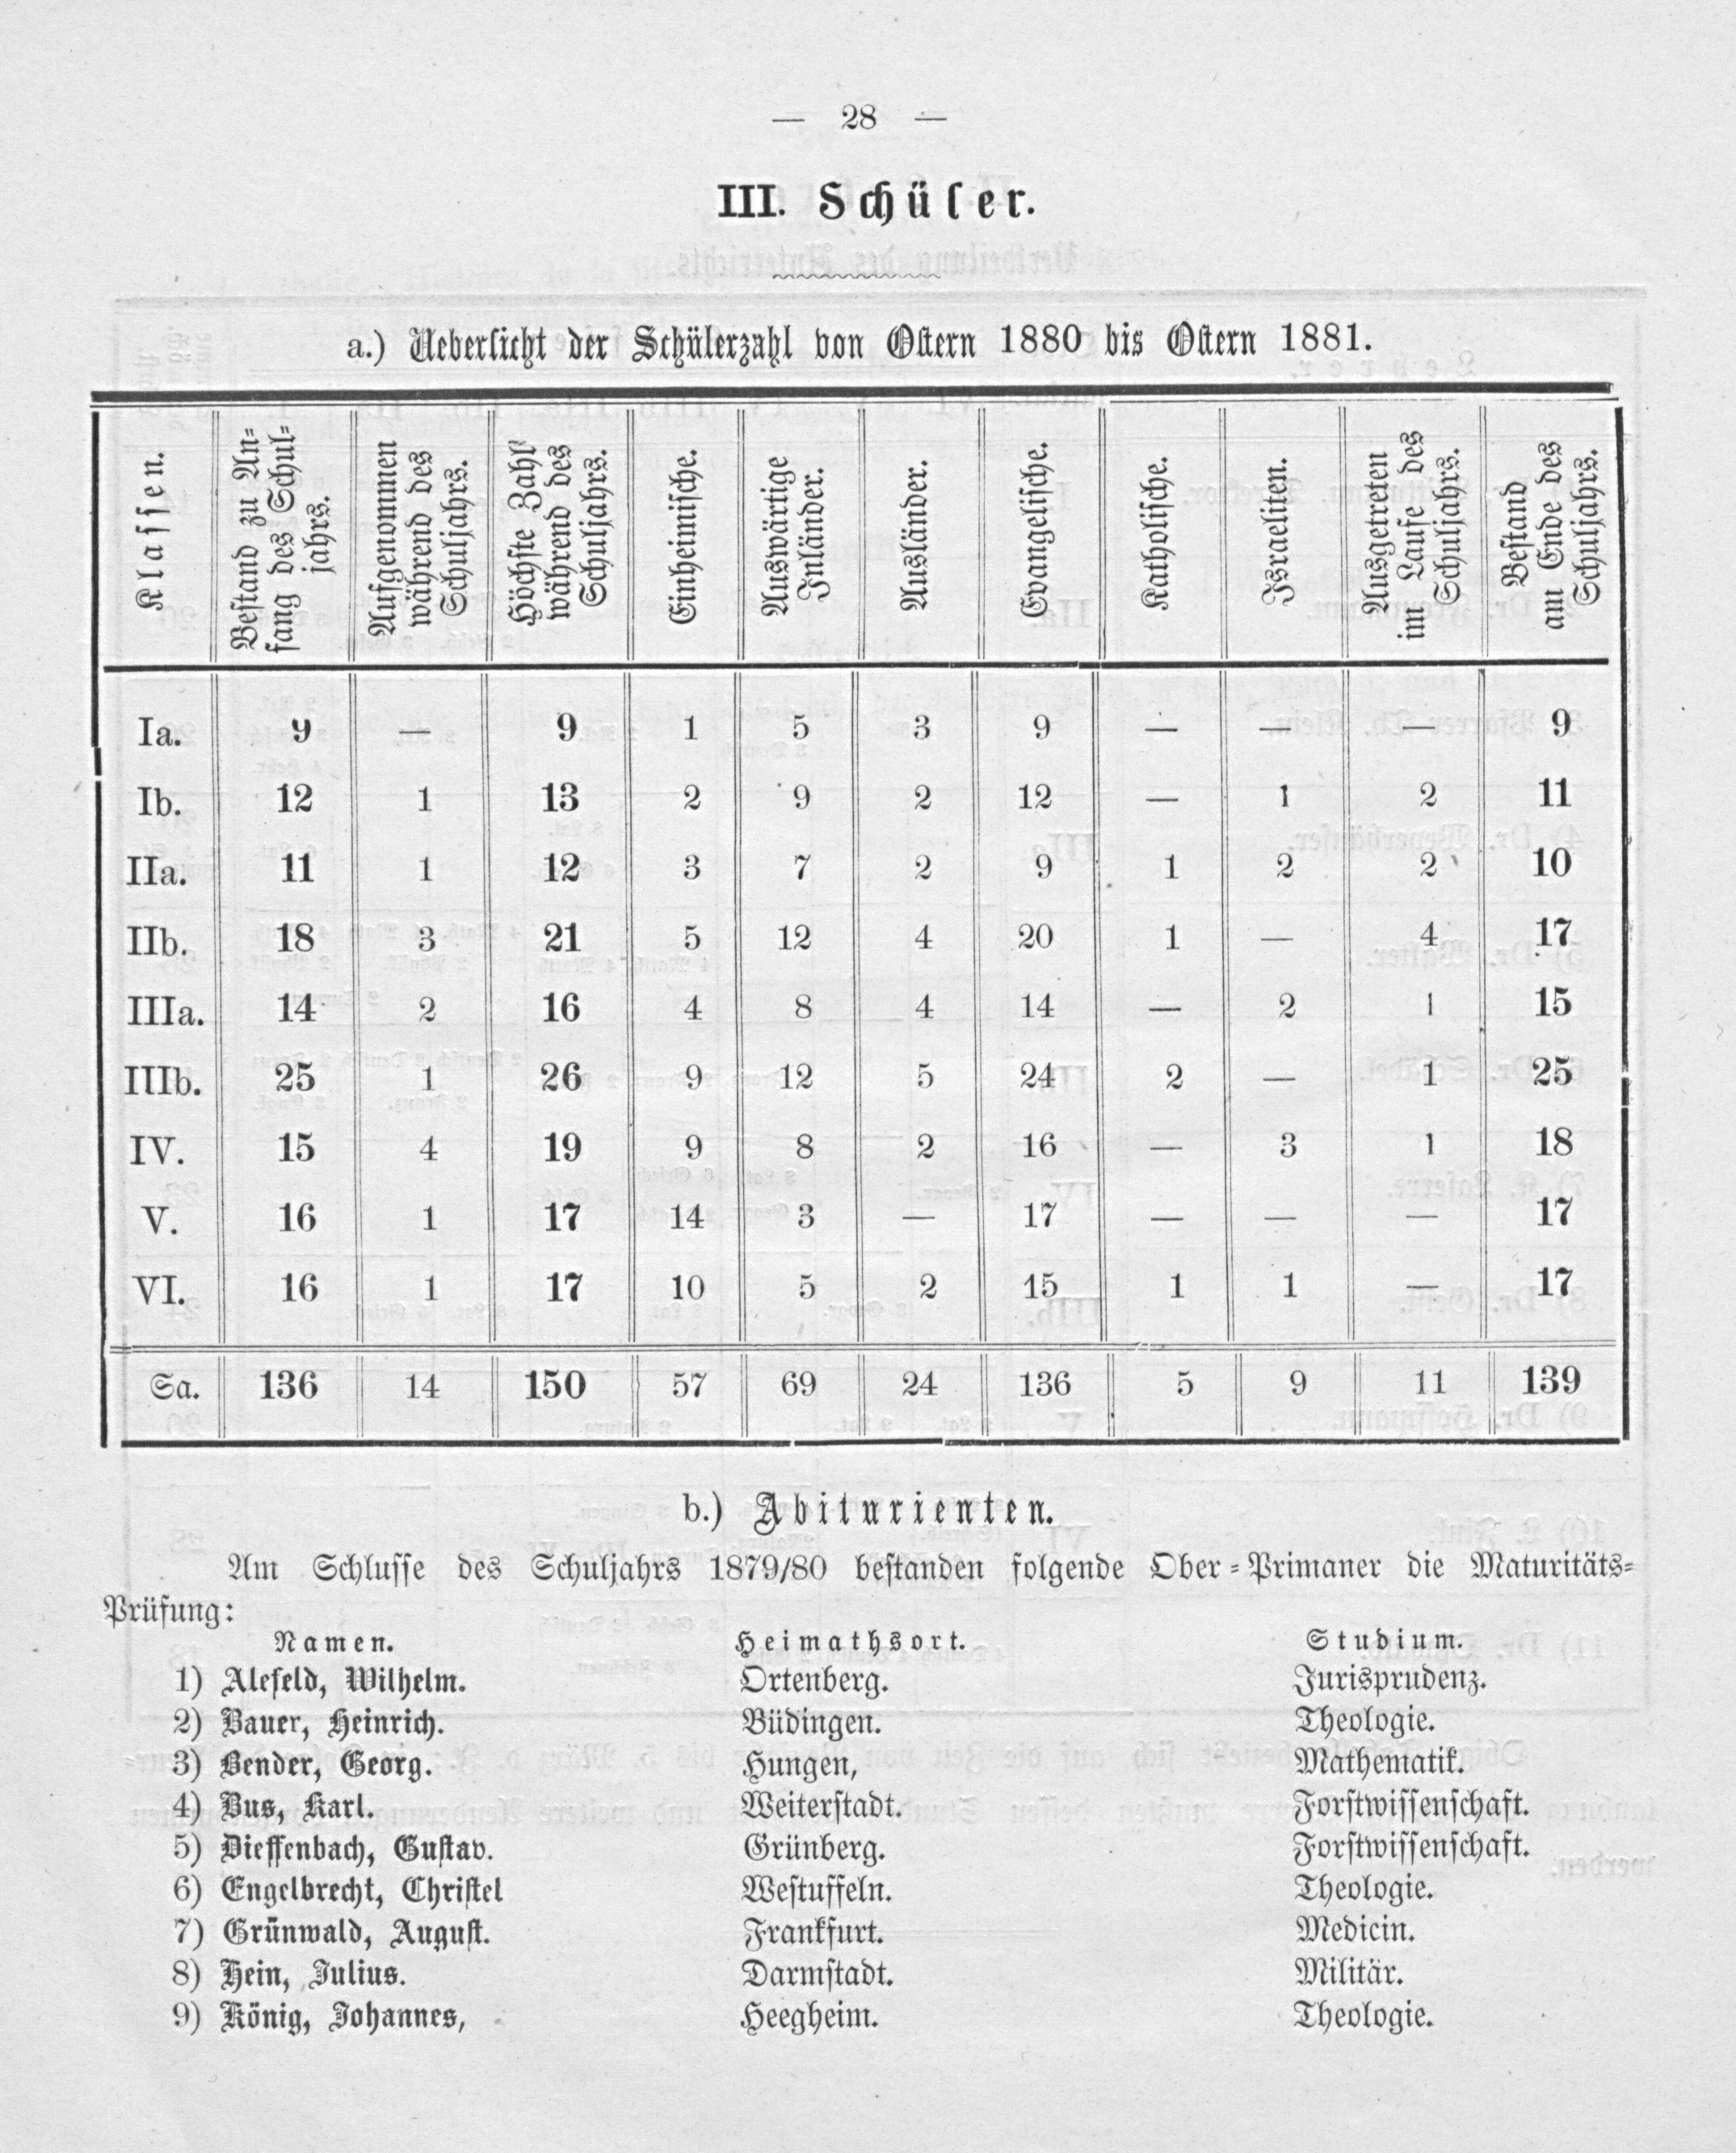 — 28 —
III. Schüler.
a.) Uebersicht der Schülerzahl von Ostern 1880 bis Ostern 1881.
Klassen. | Bestand zu An=fang des Schul=jahrs. | Aufgenommen während des Schuljahrs. | Höchste Zahl während des Schuljahrs. | Einheimische. | Auswärtige Inländer. | Ausländer. | Evangelische. | Katholische. | Israeliten. | Ausgetreten im Laufe des Schuljahrs. | Bestand am Ende des Schuljahrs.
Ia. 9 — 9 1 5 3 9 — — — 9
Ib. 12 1 13 2 9 2 12 — 1 2 11
IIa. 11 1 12 3 7 2 9 1 2 2 10
IIb. 18 3 21 5 12 4 20 1 — 4 17
IIIa. 14 2 16 4 8 4 14 — 2 1 15
IIIb. 25 1 26 9 12 5 24 2 — 1 25
IV. 15 4 19 9 8 2 16 — 3 1 18
V. 16 1 17 14 3 — 17 — — — 17
VI. 16 1 17 10 5 2 15 1 1 — 17
Sa. 136 14 150 57 69 24 136 5 9 11 139
b.) Abiturienten.
Am Schlusse des Schuljahrs 1879/80 bestanden folgende Ober=Primaner die Maturitäts=
Prüfung:
Namen. Heimathsort. Studium.
1) Alefeld, Wilhelm. Ortenberg. Jurisprudenz.
2) Bauer, Heinrich. Büdingen. Theologie.
3) Bender, Georg. Hungen, Mathematik.
4) Bus, Karl. Weiterstadt. Forstwissenschaft.
5) Dieffenbach, Gustav. Grünberg. Forstwissenschaft.
6) Engelbrecht, Christel Westuffeln. Theologie.
7) Grünwald, August. Frankfurt. Medicin.
8) Hein, Julius. Darmstadt. Militär.
9) König, Johannes, Heegheim. Theologie.